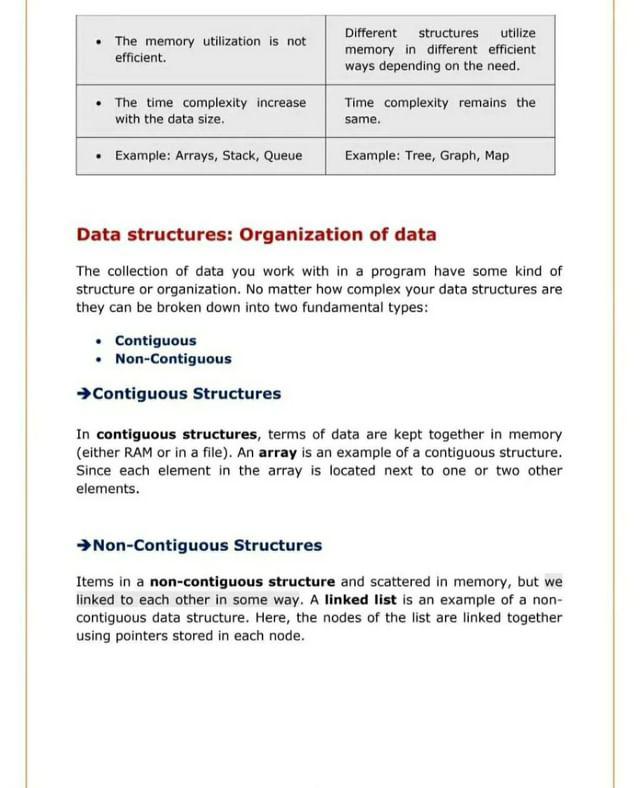 • The memory utilization is not
efficient.
Different structures utilize
memory in different efficient
ways depending on the need.
• The time complexity increase
with the data size.
Time complexity remains the
same.
• Example: Arrays, Stack, Queue
Example: Tree, Graph, Map
Data structures: Organization of data
The collection of data you work with in a program have some kind of
structure or organization. No matter how complex your data structures are
they can be broken down into two fundamental types:
• Contiguous
• Non-Contiguous
➔Contiguous Structures
In contiguous structures, terms of data are kept together in memory
(either RAM or in a file). An array is an example of a contiguous structure.
Since each element in the array is located next to one or two other
elements.
➔Non-Contiguous Structures
Items in a non-contiguous structure and scattered in memory, but we
linked to each other in some way. A linked list is an example of a non-
contiguous data structure. Here, the nodes of the list are linked together
using pointers stored in each node.